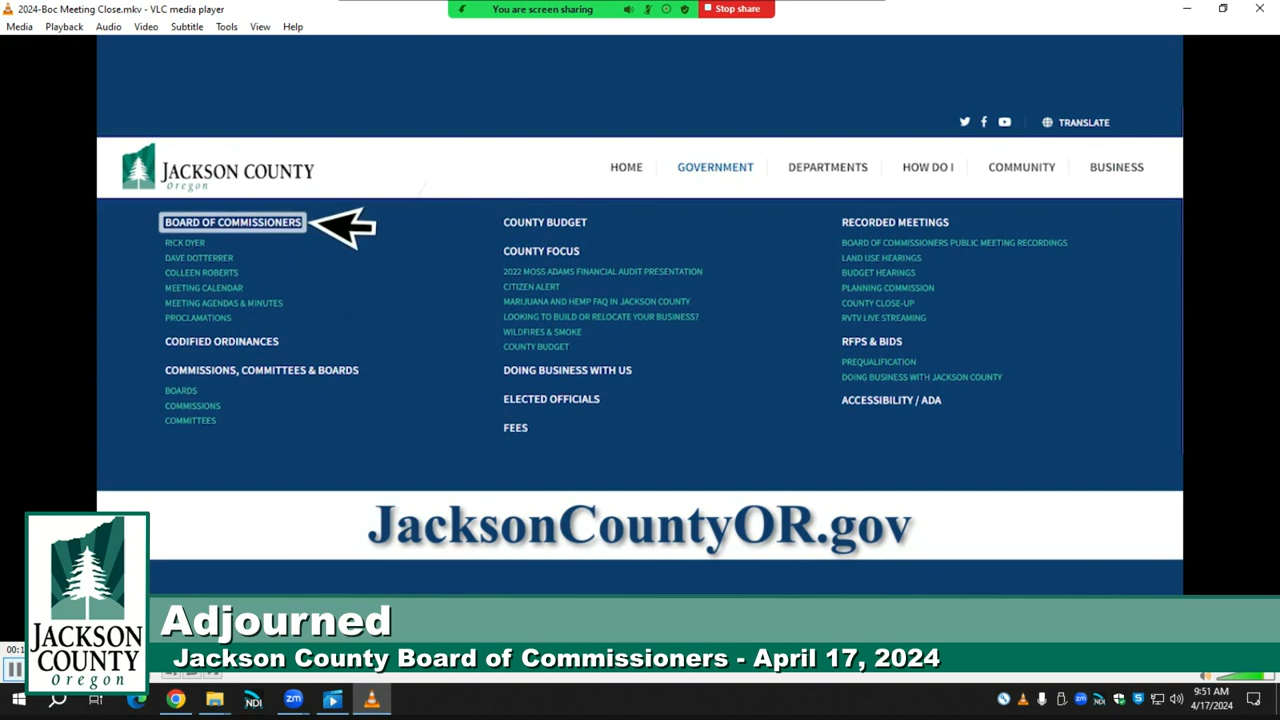 2024-Boc Meeting Close.mkv - VLC media player
You are screen sharing
Stop share
Media Playback Audio Video Subtitle Tools View Help
TRANSLATE
JACKSON COUNTY
Oregon
HOME
GOVERNMENT
DEPARTMENTS
HOW DO I
COMMUNITY
BUSINESS
BOARD OF COMMISSIONERS
RICK DYER
DAVE DOTTERRER
COLLEEN ROBERTS
MEETING CALENDAR
MEETING AGENDAS & MINUTES
PROCLAMATIONS
CODIFIED ORDINANCES
COMMISSIONS, COMMITTEES & BOARDS
BOARDS
COMMISSIONS
COMMITTEES
COUNTY BUDGET
COUNTY FOCUS
2022 MOSS ADAMS FINANCIAL AUDIT PRESENTATION
CITIZEN ALERT
MARIJUANA AND HEMP FAQ IN JACKSON COUNTY
LOOKING TO BUILD OR RELOCATE YOUR BUSINESS?
WILDFIRES & SMOKE
COUNTY BUDGET
DOING BUSINESS WITH US
ELECTED OFFICIALS
FEES
RECORDED MEETINGS
BOARD OF COMMISSIONERS PUBLIC MEETING RECORDINGS
LAND USE HEARINGS
BUDGET HEARINGS
PLANNING COMMISSION
COUNTY CLOSE-UP
RVTV LIVE STREAMING
RFPS & BIDS
PREQUALIFICATION
DOING BUSINESS WITH JACKSON COUNTY
ACCESSIBILITY / ADA
JacksonCountyOR.gov
JACKSON
COUNTY
Oregon
Adjourned
Jackson County Board of Commissioners - April 17, 2024
NDI
zm
9:51 AM
4/17/2024